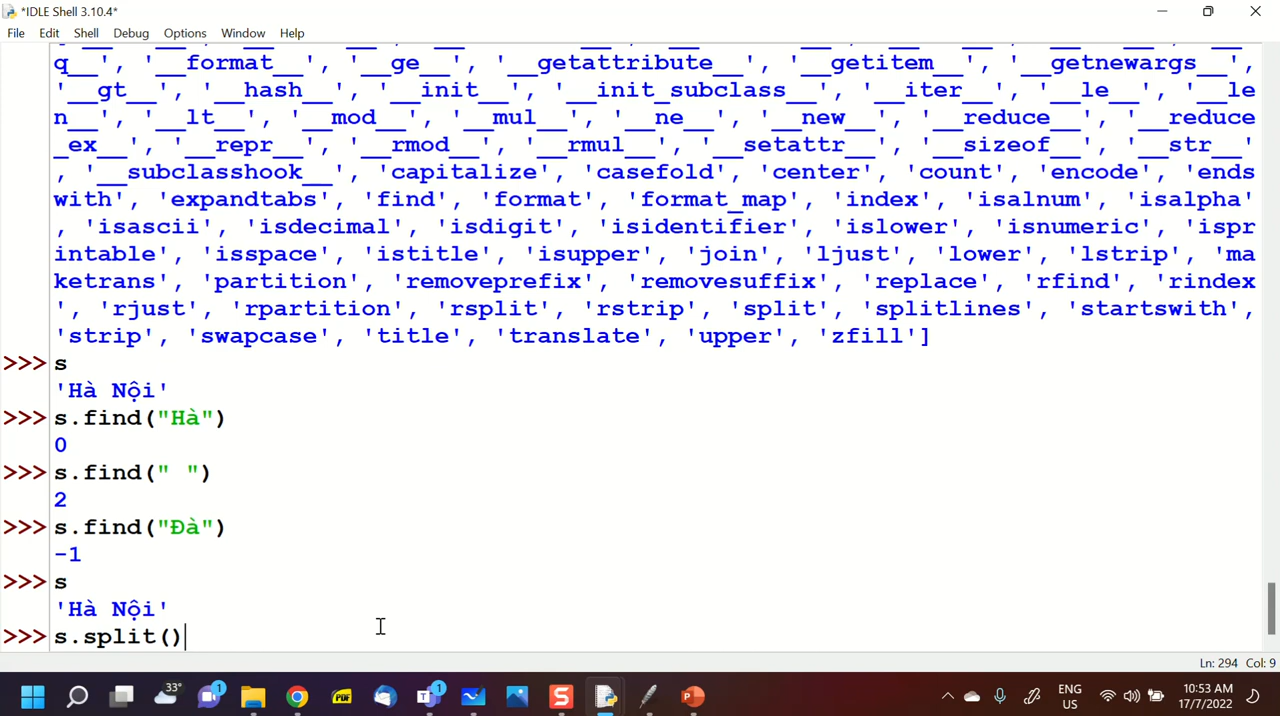 *IDLE Shell 3.10.4*
File Edit Shell Debug Options Window Help
q__', '__format__', '__ge__', '__getattribute__', '__getitem__', '__getnewargs__',
'__gt__', '__hash__', '__init__', '__init_subclass__', '__iter__', '__le__', '__le
n__', '__lt__', '__mod__', '__mul__', '__ne__', '__new__', '__reduce__', '__reduce
_ex__', '__repr__', '__rmod__', '__rmul__', '__setattr__', '__sizeof__', '__str__'
, '__subclasshook__', 'capitalize', 'casefold', 'center', 'count', 'encode', 'ends
with', 'expandtabs', 'find', 'format', 'format_map', 'index', 'isalnum', 'isalpha'
, 'isascii', 'isdecimal', 'isdigit', 'isidentifier', 'islower', 'isnumeric', 'ispr
intable', 'isspace', 'istitle', 'isupper', 'join', 'ljust', 'lower', 'lstrip', 'ma
ketrans', 'partition', 'removeprefix', 'removesuffix', 'replace', 'rfind', 'rindex
', 'rjust', 'rpartition', 'rsplit', 'rstrip', 'split', 'splitlines', 'startswith',
'strip', 'swapcase', 'title', 'translate', 'upper', 'zfill']
>>> s
'Hà Nội'
>>> s.find("Hà")
0
>>> s.find(" ")
2
>>> s.find("Đà")
-1
>>> s
'Hà Nội'
>>> s.split()
Ln: 294 Col: 9
33°
1
PDF
1
S
ENG
US
10:53 AM
17/7/2022